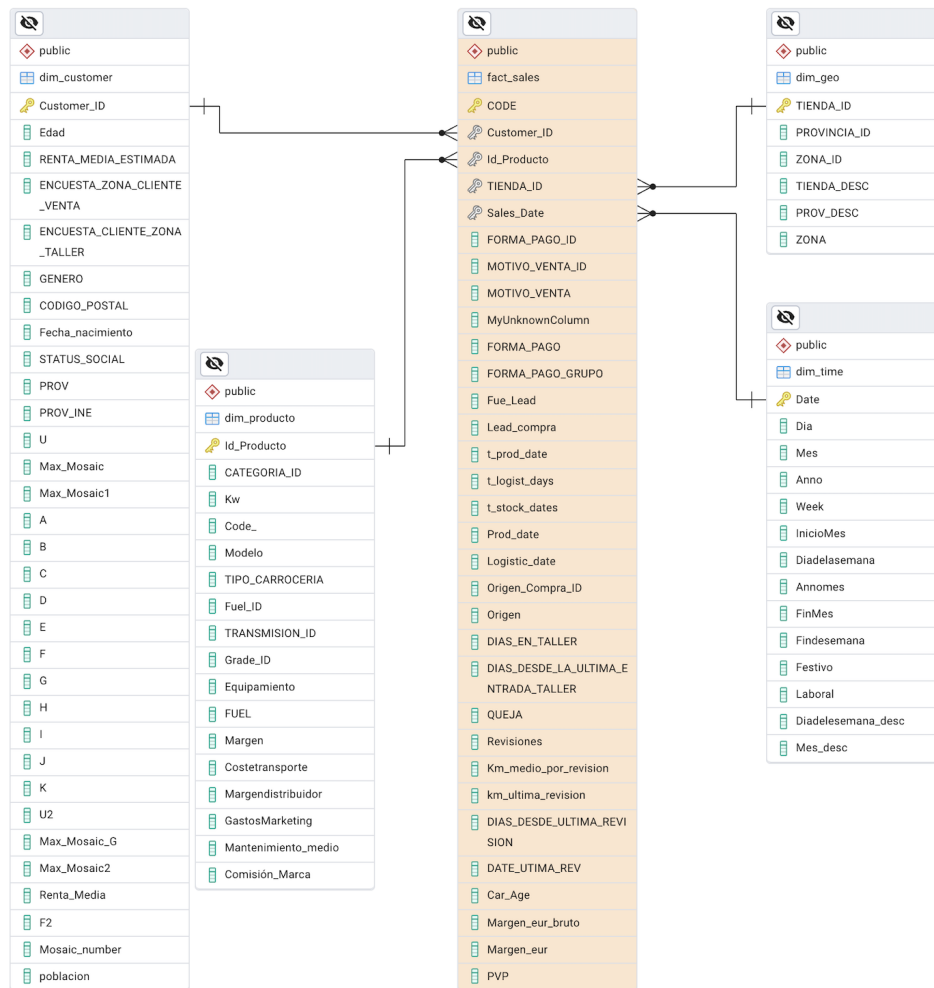 public
dim_customer
Customer_ID
Edad
RENTA_MEDIA_ESTIMADA
ENCUESTA_ZONA_CLIENTE
_VENTA
ENCUESTA_CLIENTE_ZONA
_TALLER
GENERO
CODIGO_POSTAL
Fecha_nacimiento
STATUS_SOCIAL
PROV
PROV_INE
U
Max_Mosaic
Max_Mosaic1
A
B
C
D
E
F
G
H
I
J
K
U2
Max_Mosaic_G
Max_Mosaic2
Renta_Media
F2
Mosaic_number
poblacion
public
dim_producto
Id_Producto
CATEGORIA_ID
Kw
Code_
Modelo
TIPO_CARROCERIA
Fuel_ID
TRANSMISION_ID
Grade_ID
Equipamiento
FUEL
Margen
Costetransporte
Margendistribuidor
GastosMarketing
Mantenimiento_medio
Comisión_Marca
public
fact_sales
CODE
Customer_ID
Id_Producto
TIENDA_ID
Sales_Date
FORMA_PAGO_ID
MOTIVO_VENTA_ID
MOTIVO_VENTA
MyUnknownColumn
FORMA_PAGO
FORMA_PAGO_GRUPO
Fue_Lead
Lead_compra
t_prod_date
t_logist_days
t_stock_dates
Prod_date
Logistic_date
Origen_Compra_ID
Origen
DIAS_EN_TALLER
DIAS_DESDE_LA_ULTIMA_E
NTRADA_TALLER
QUEJA
Revisiones
Km_medio_por_revision
km_ultima_revision
DIAS_DESDE_ULTIMA_REVI
SION
DATE_UTIMA_REV
Car_Age
Margen_eur_bruto
Margen_eur
PVP
public
dim_geo
TIENDA_ID
PROVINCIA_ID
ZONA_ID
TIENDA_DESC
PROV_DESC
ZONA
public
dim_time
Date
Dia
Mes
Anno
Week
InicioMes
Diadelasemana
Annomes
FinMes
Findesemana
Festivo
Laboral
Diadelesemana_desc
Mes_desc